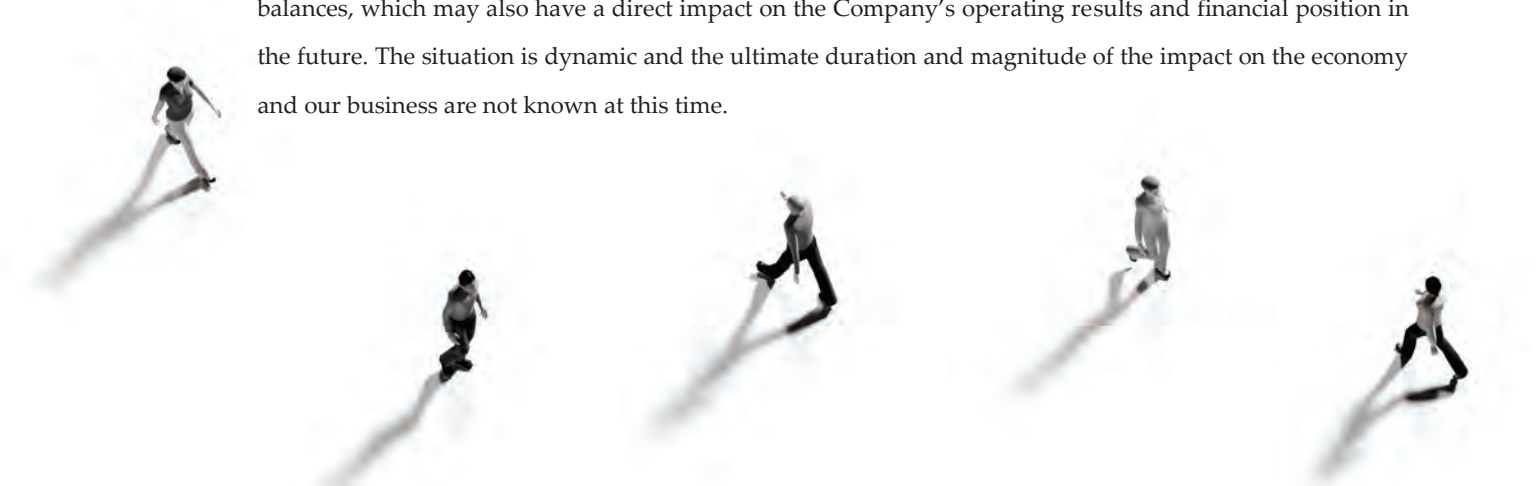 balances, which may also have a direct impact on the Company’s operating results and financial position in
the future. The situation is dynamic and the ultimate duration and magnitude of the impact on the economy
and our business are not known at this time.